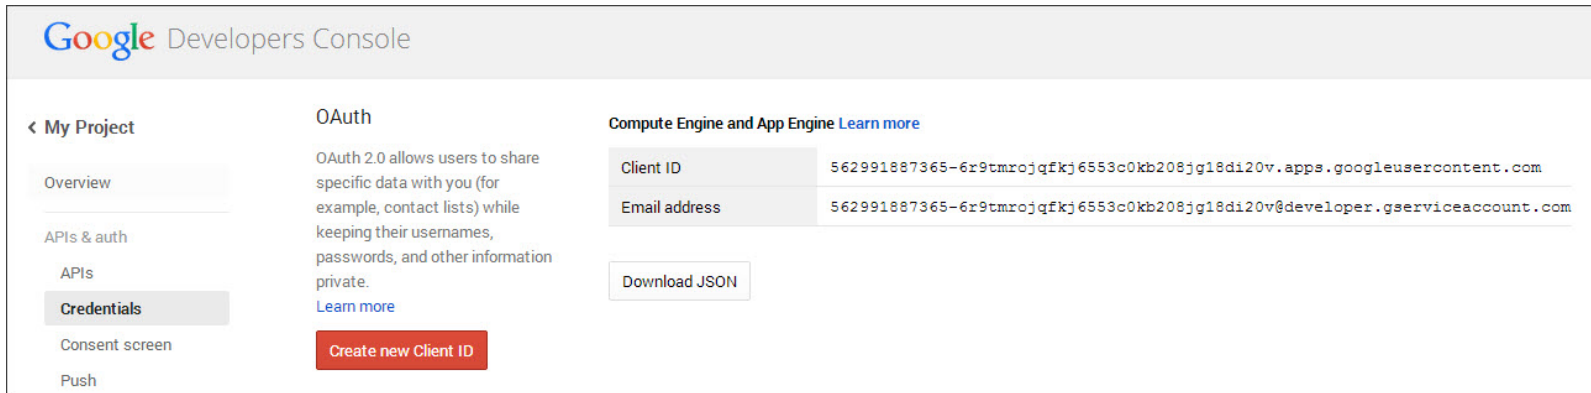 Google Developers Console
My Project
Overview
APIs & auth
APIs
Credentials
Consent screen
Push
OAuth
OAuth 2.0 allows users to share
specific data with you (for
example, contact lists) while
keeping their usernames,
passwords, and other information
private.
Learn more
Create new Client ID
Compute Engine and App Engine Learn more
Client ID 562991887365-6r9tmrojqfkj6553c0kb208jg18di20v.apps.googleusercontent.com
Email address 562991887365-6r9tmrojqfkj6553c0kb208jg18di20v@developer.gserviceaccount.com
Download JSON